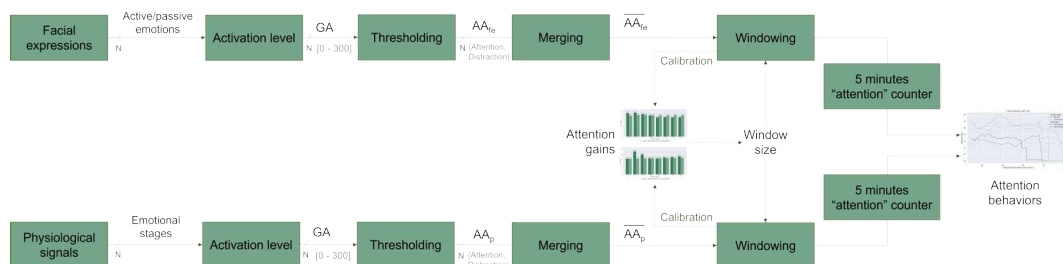 Facial
expressions
N
Active/passive
emotions
Activation level
GA
N [0 - 300]
Thresholding
AAfe
N (Attention,
Distraction)
Merging
AAfe
Windowing
Calibration
5 minutes
“attention” counter
Attention
gains
Window
size
Attention
behaviors
5 minutes
“attention” counter
Physiological
signals
N
Emotional
stages
Activation level
GA
N [0 - 300]
Thresholding
AAp
N (Attention,
Distraction)
Merging
AAp
Calibration
Windowing